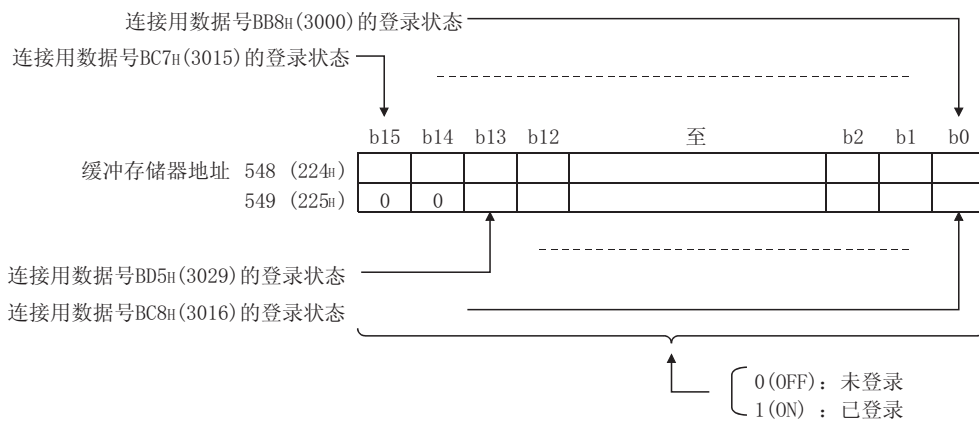 连接用数据号BB8H(3000)的登录状态
连接用数据号BC7H(3015)的登录状态
b15 b14 b13 b12 至 b2 b1 b0
缓冲存储器地址 548 (224H)
549 (225H) 0 0
连接用数据号BD5H(3029)的登录状态
连接用数据号BC8H(3016)的登录状态
0(OFF): 未登录
1(ON) : 已登录